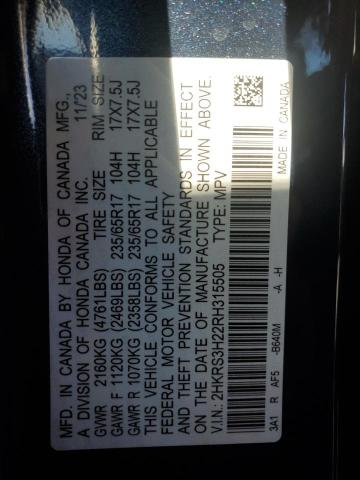 MFD. IN CANADA BY HONDA OF CANADA MFG.,
A DIVISION OF HONDA CANADA INC. 11/23
GVWR 2160KG (4761LBS) TIRE SIZE RIM SIZE
GAWR F 1120KG (2469LBS) 235/65R17 104H 17X7.5J
GAWR R 1070KG (2358LBS) 235/65R17 104H 17X7.5J
THIS VEHICLE CONFORMS TO ALL APPLICABLE
FEDERAL MOTOR VEHICLE SAFETY
AND THEFT PREVENTION STANDARDS IN EFFECT
ON THE DATE OF MANUFACTURE SHOWN ABOVE.
V.I.N.: 2HKRS3H22RH315505 TYPE: MPV
3A1 R AF5 -B640M -A -H MADE IN CANADA